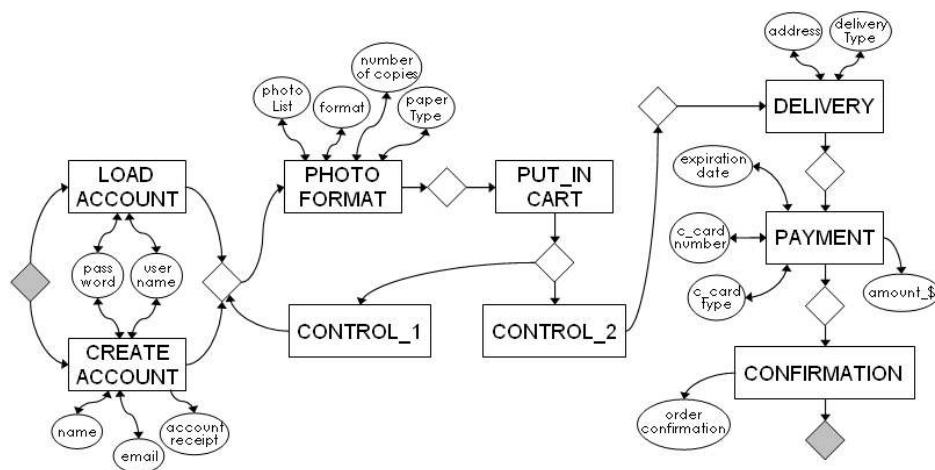 address
delivery
Type
number
of copies
photo
List
format
paper
Type
DELIVERY
LOAD
ACCOUNT
PHOTO
FORMAT
PUT_IN
CART
expiration
date
pass
word
user
name
c_card
number
PAYMENT
c_card
Type
amount_$
CONTROL_1
CONTROL_2
CREATE
ACCOUNT
CONFIRMATION
name
email
account
receipt
order
confirmation